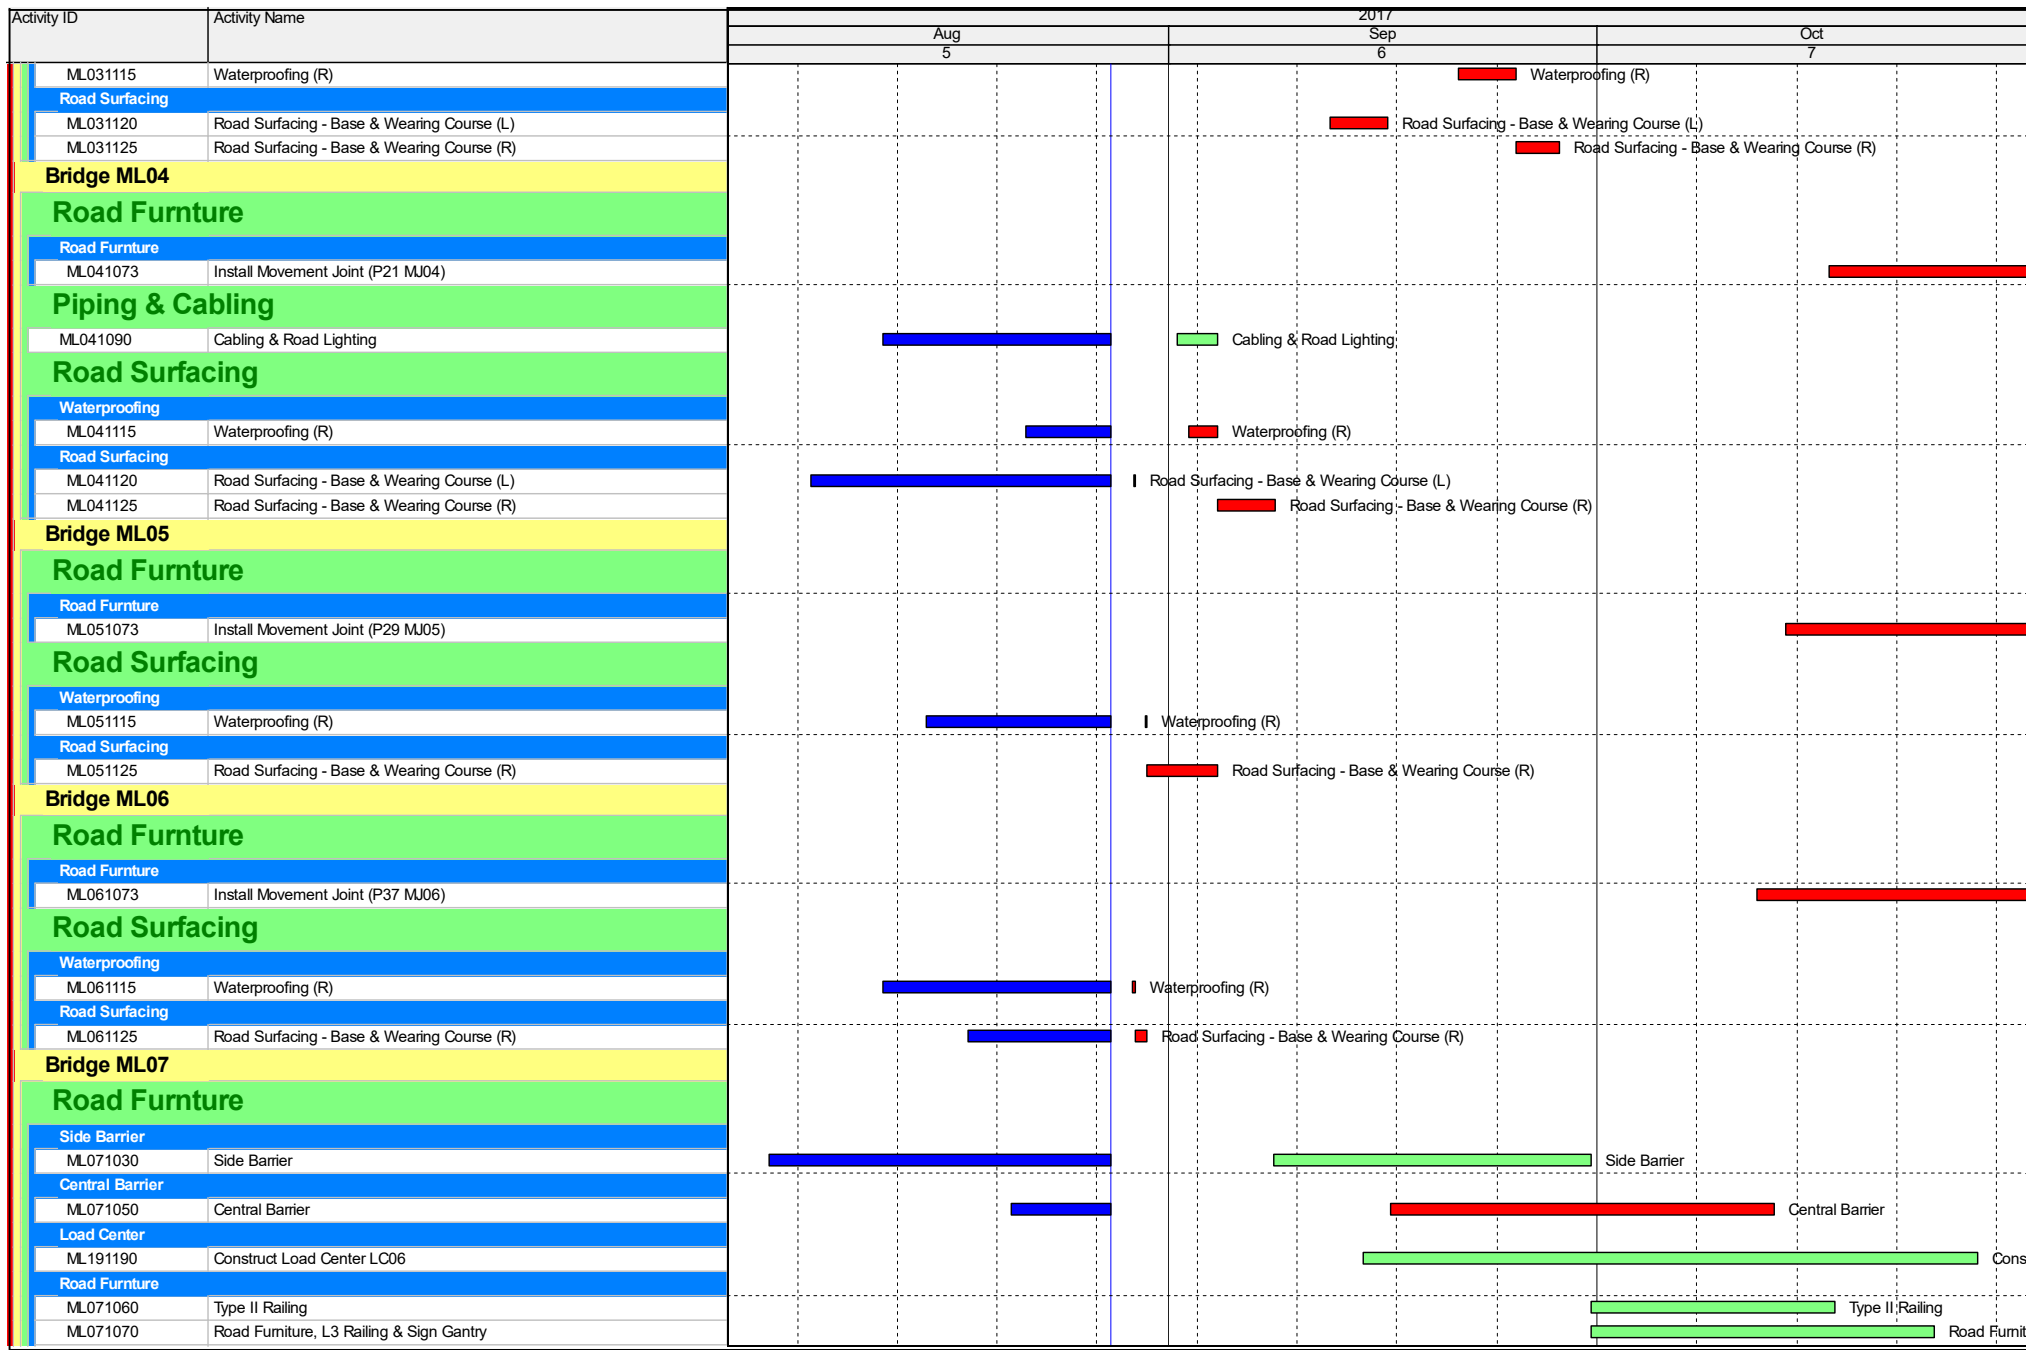 Activity ID Activity Name 2017
Aug Sep Oct
5 6 7
ML031115 Waterproofing (R) Waterproofing (R)
Road Surfacing
ML031120 Road Surfacing - Base & Wearing Course (L) Road Surfacing - Base & Wearing Course (L)
ML031125 Road Surfacing - Base & Wearing Course (R) Road Surfacing - Base & Wearing Course (R)
Bridge ML04
Road Furnture
Road Furnture
ML041073 Install Movement Joint (P21 MJ04)
Piping & Cabling
ML041090 Cabling & Road Lighting Cabling & Road Lighting
Road Surfacing
Waterproofing
ML041115 Waterproofing (R) Waterproofing (R)
Road Surfacing
ML041120 Road Surfacing - Base & Wearing Course (L) Road Surfacing - Base & Wearing Course (L)
ML041125 Road Surfacing - Base & Wearing Course (R) Road Surfacing - Base & Wearing Course (R)
Bridge ML05
Road Furnture
Road Furnture
ML051073 Install Movement Joint (P29 MJ05)
Road Surfacing
Waterproofing
ML051115 Waterproofing (R) Waterproofing (R)
Road Surfacing
ML051125 Road Surfacing - Base & Wearing Course (R) Road Surfacing - Base & Wearing Course (R)
Bridge ML06
Road Furnture
Road Furnture
ML061073 Install Movement Joint (P37 MJ06)
Road Surfacing
Waterproofing
ML061115 Waterproofing (R) Waterproofing (R)
Road Surfacing
ML061125 Road Surfacing - Base & Wearing Course (R) Road Surfacing - Base & Wearing Course (R)
Bridge ML07
Road Furnture
Side Barrier
ML071030 Side Barrier Side Barrier
Central Barrier
ML071050 Central Barrier Central Barrier
Load Center
ML191190 Construct Load Center LC06 Cons
Road Furnture
ML071060 Type II Railing Type II Railing
ML071070 Road Furniture, L3 Railing & Sign Gantry Road Furnit